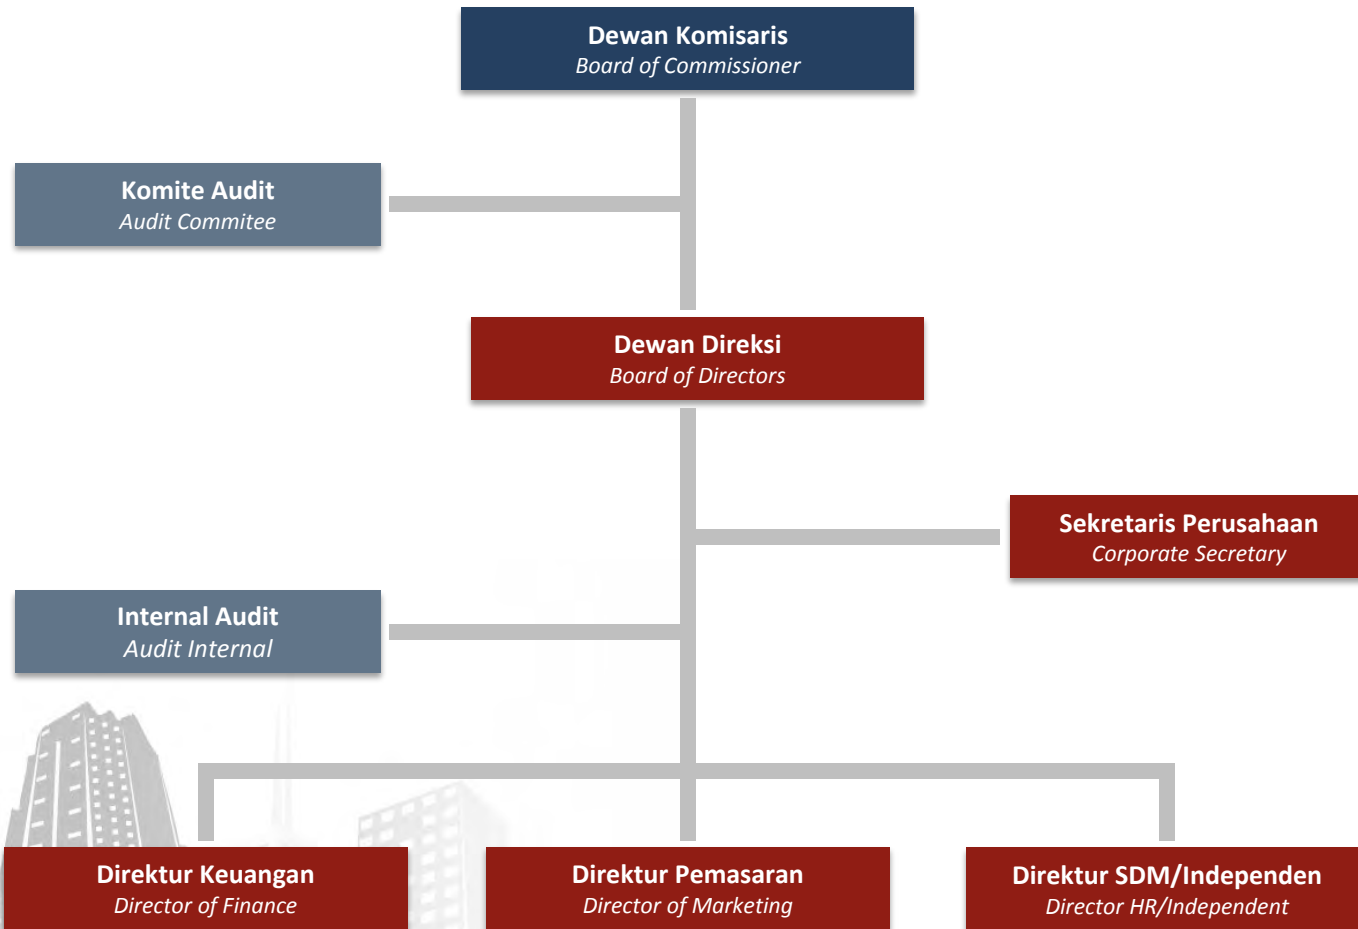 Dewan Komisaris
Board of Commissioner
Komite Audit
Audit Commitee
Dewan Direksi
Board of Directors
Sekretaris Perusahaan
Corporate Secretary
Internal Audit
Audit Internal
Direktur Keuangan
Director of Finance
Direktur Pemasaran
Director of Marketing
Direktur SDM/Independen
Director HR/Independent